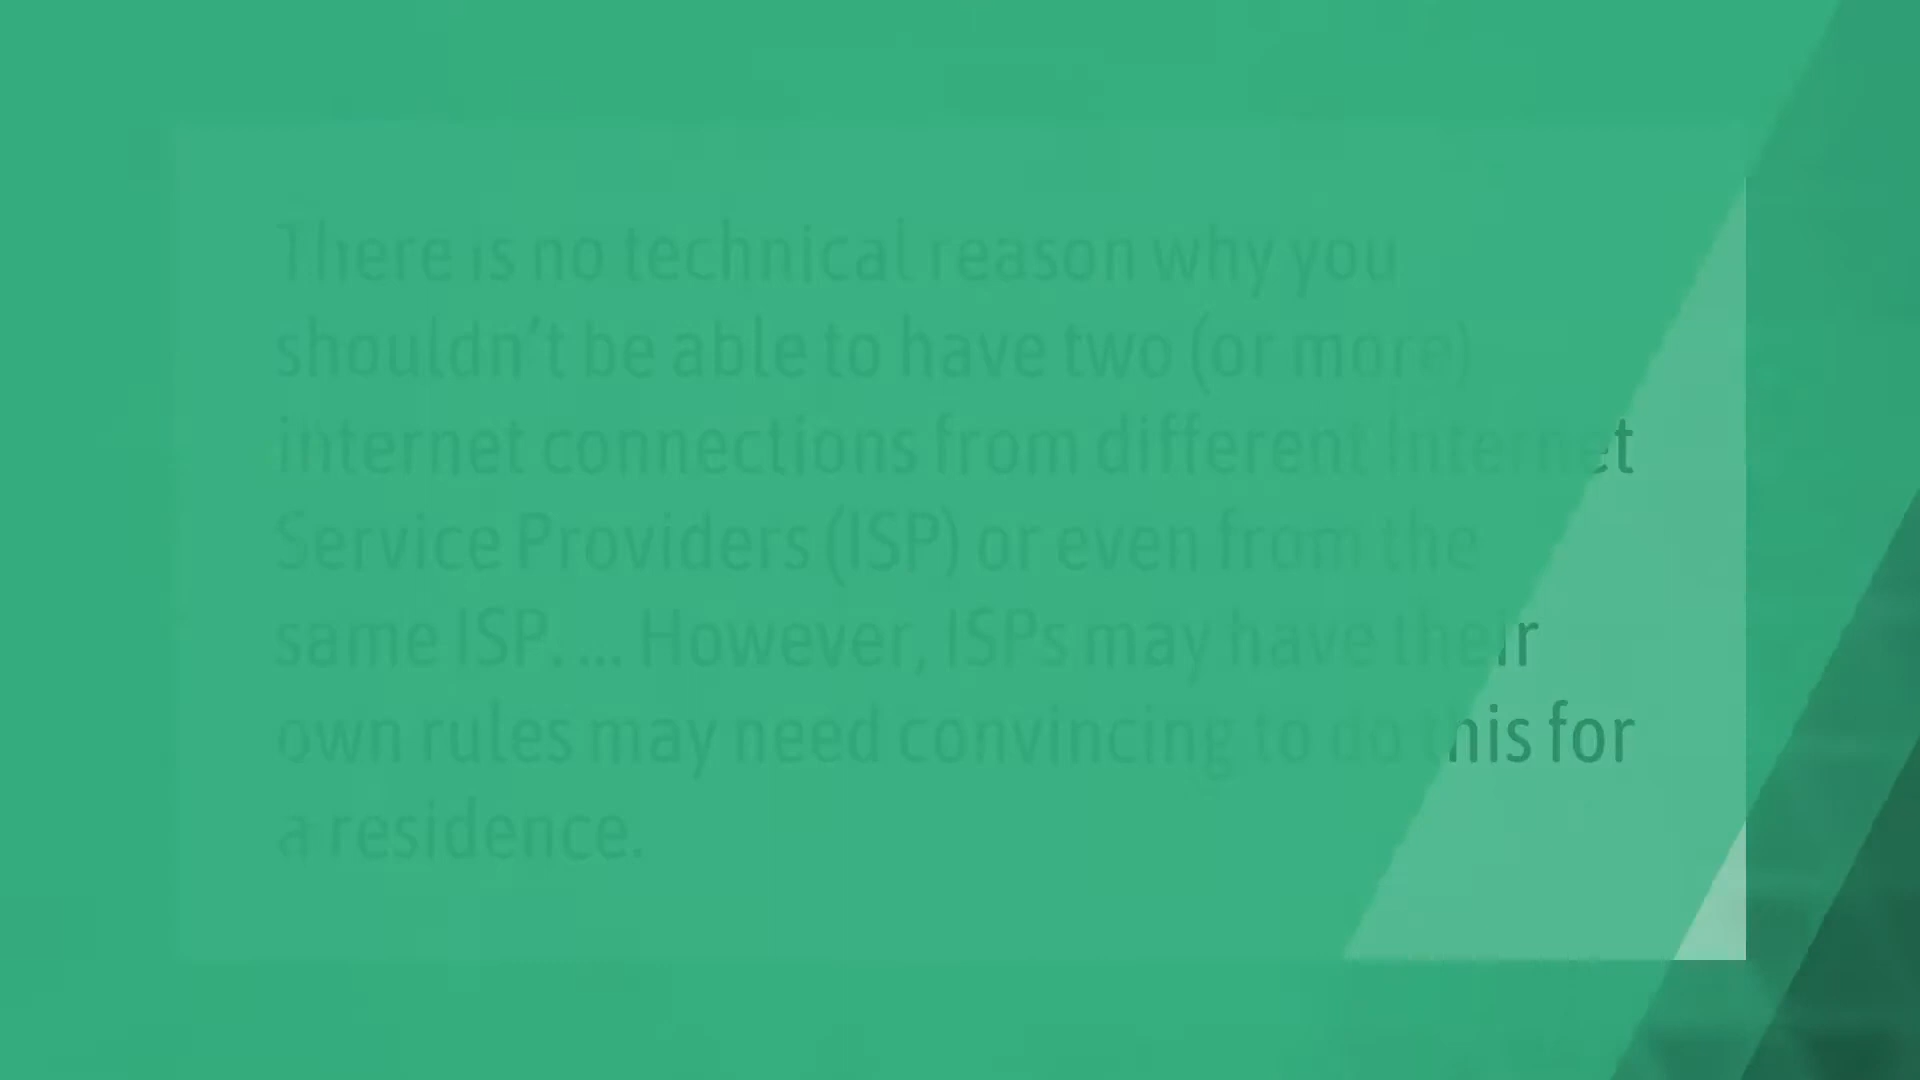 There is no technical reason why you
shouldn't be able to have two (or more)
internet connections from different Internet
Service Providers (ISP) or even from the
same ISP. ... However, ISPs may have their
own rules may need convincing to do this for
a residence.